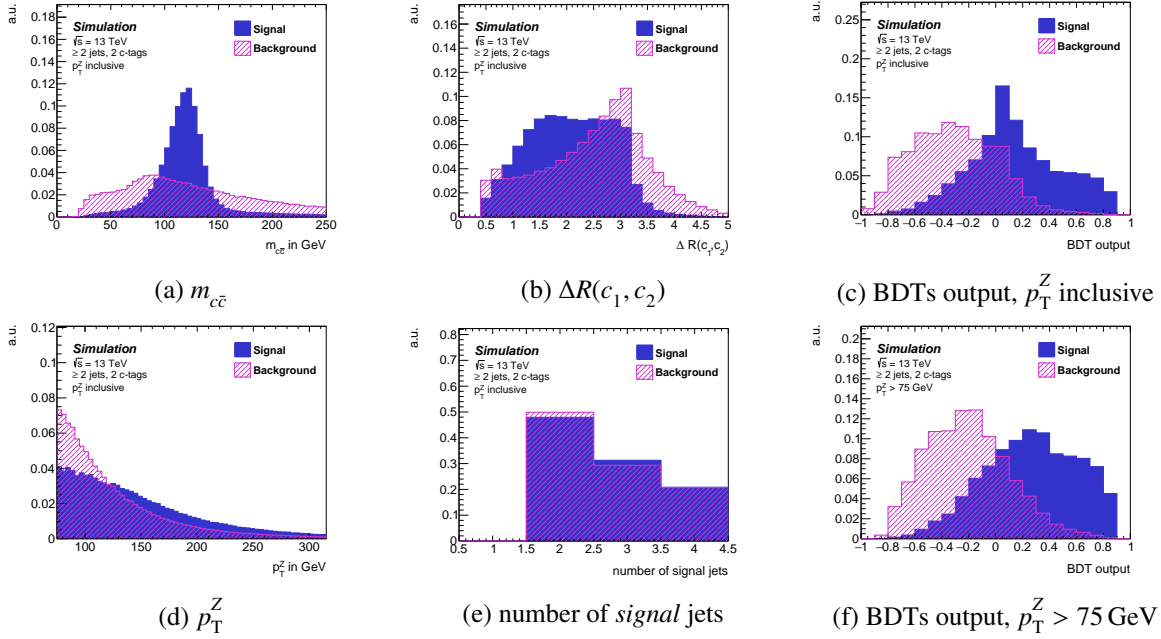 a.u.
0.18
0.16
0.14
0.12
0.1
0.08
0.06
0.04
0.02
0
Simulation
√s = 13 TeV
≥ 2 jets, 2 c-tags
p_T^Z inclusive
Signal
Background
0 50 100 150 200 250
m_{cc̄} in GeV
(a) m_{cc̄}
a.u.
0.18
0.16
0.14
0.12
0.1
0.08
0.06
0.04
0.02
0
Simulation
√s = 13 TeV
≥ 2 jets, 2 c-tags
p_T^Z inclusive
Signal
Background
0 0.5 1 1.5 2 2.5 3 3.5 4 4.5 5
Δ R(c₁,c₂)
(b) ΔR(c₁, c₂)
a.u.
0.25
0.2
0.15
0.1
0.05
0
Simulation
√s = 13 TeV
≥ 2 jets, 2 c-tags
p_T^Z inclusive
Signal
Background
−1 −0.8 −0.6 −0.4 −0.2 0 0.2 0.4 0.6 0.8 1
BDT output
(c) BDTs output, p_T^Z inclusive
a.u.
0.12
0.1
0.08
0.06
0.04
0.02
0
Simulation
√s = 13 TeV
≥ 2 jets, 2 c-tags
p_T^Z inclusive
Signal
Background
100 150 200 250 300
p_T^Z in GeV
(d) p_T^Z
a.u.
0.8
0.7
0.6
0.5
0.4
0.3
0.2
0.1
0
Simulation
√s = 13 TeV
≥ 2 jets, 2 c-tags
p_T^Z inclusive
Signal
Background
0.5 1 1.5 2 2.5 3 3.5 4 4.5
number of signal jets
(e) number of signal jets
a.u.
0.2
0.18
0.16
0.14
0.12
0.1
0.08
0.06
0.04
0.02
0
Simulation
√s = 13 TeV
≥ 2 jets, 2 c-tags
p_T^Z > 75 GeV
Signal
Background
−1 −0.8 −0.6 −0.4 −0.2 0 0.2 0.4 0.6 0.8 1
BDT output
(f) BDTs output, p_T^Z > 75 GeV